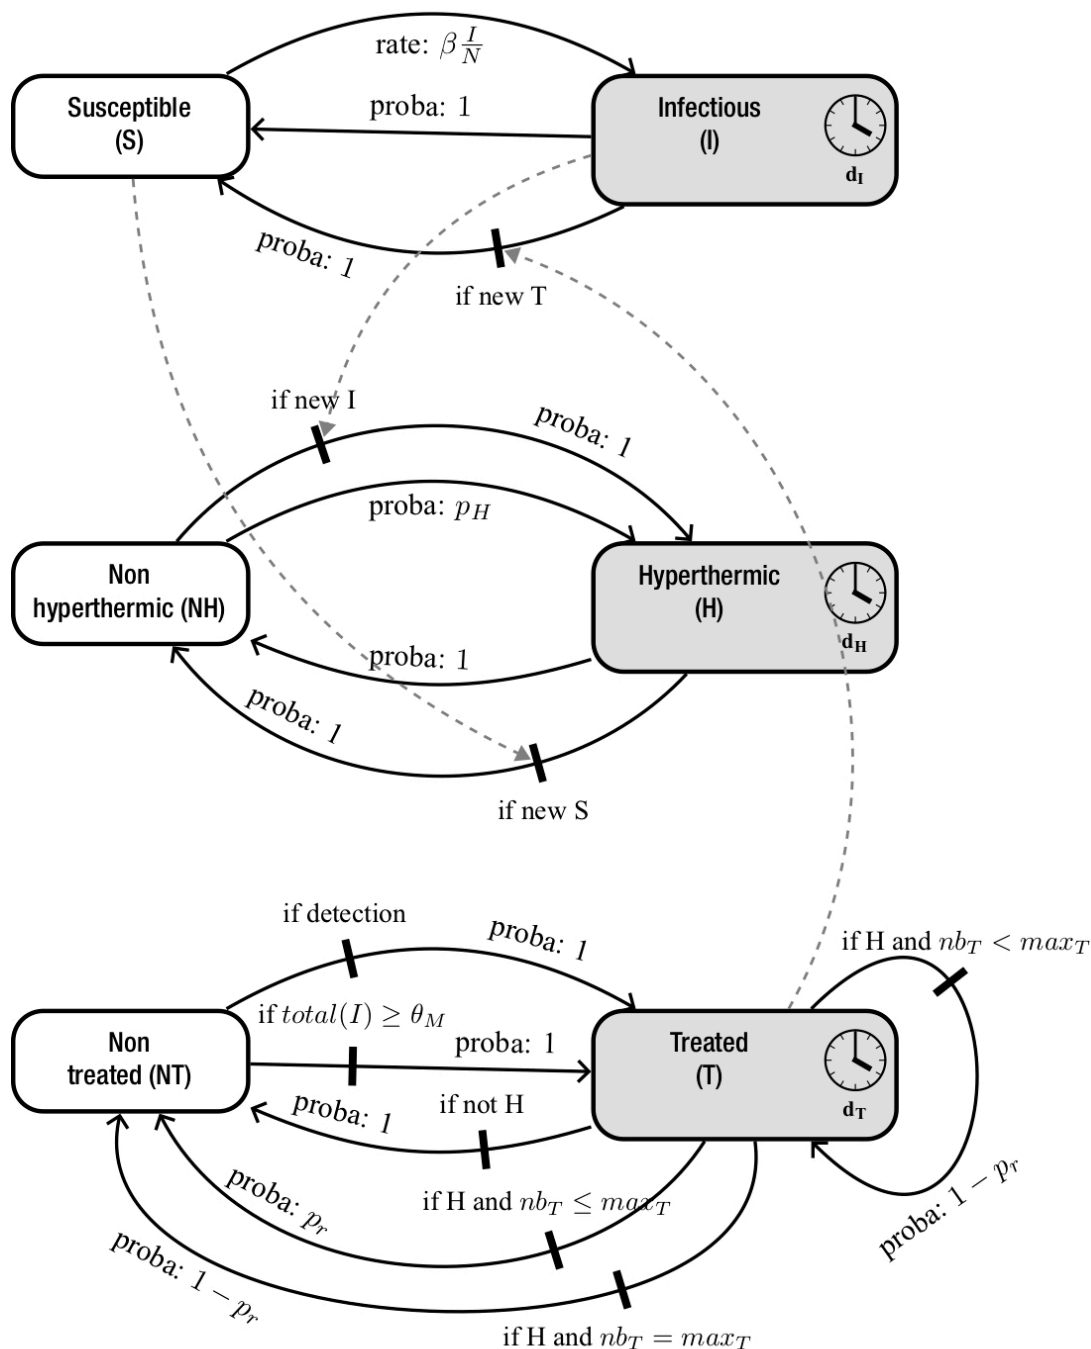 rate: β I/N
Susceptible
(S)
proba: 1
Infectious
(I)
d_I
proba: 1
if new T
if new I
proba: 1
proba: p_H
Non
hyperthermic (NH)
Hyperthermic
(H)
d_H
proba: 1
proba: 1
if new S
if detection
proba: 1
if H and nb_T < max_T
if total(I) ≥ θ_M
proba: 1
Non
treated (NT)
Treated
(T)
d_T
proba: 1
if not H
proba: p_r
if H and nb_T ≤ max_T
proba: 1 − p_r
proba: 1 − p_r
if H and nb_T = max_T